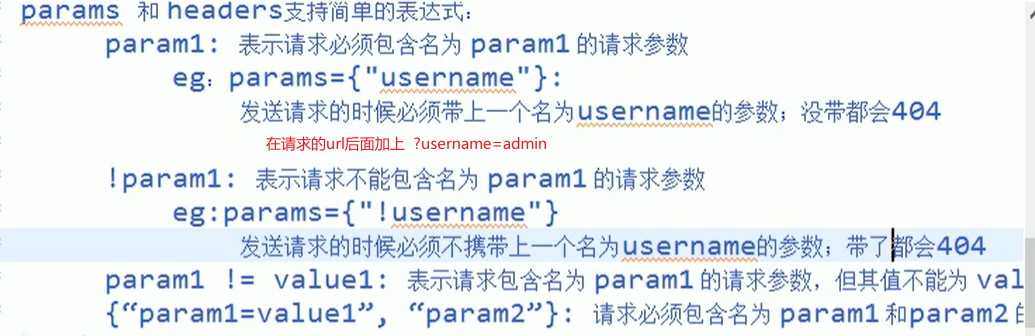 params 和 headers支持简单的表达式:
param1: 表示请求必须包含名为 param1 的请求参数
eg: params={"username"}:
发送请求的时候必须带上一个名为username的参数; 没带都会404
在请求的url后面加上 ?username=admin
!param1: 表示请求不能包含名为 param1 的请求参数
eg:params={"!username"}
发送请求的时候必须不携带上一个名为username的参数; 带了都会404
param1 != value1: 表示请求包含名为 param1 的请求参数, 但其值不能为 val
{“param1=value1”, “param2”}: 请求必须包含名为 param1 和param2 的